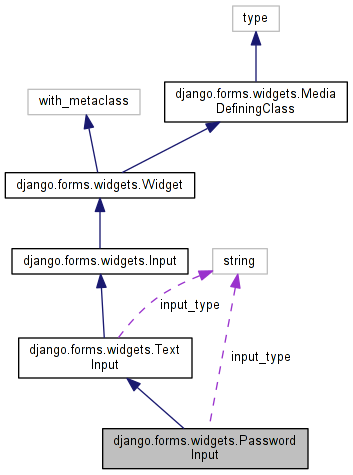 type
with_metaclass
django.forms.widgets.Media
DefiningClass
django.forms.widgets.Widget
django.forms.widgets.Input
string
input_type
django.forms.widgets.Text
Input
input_type
django.forms.widgets.Password
Input